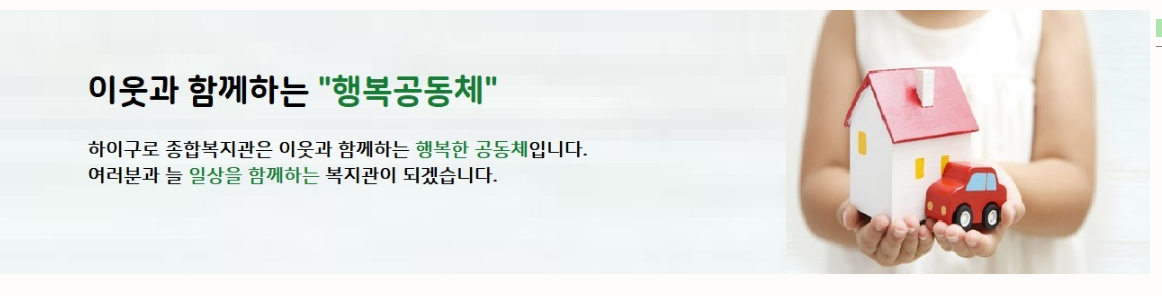 이웃과 함께하는 "행복공동체"
하이구로 종합복지관은 이웃과 함께하는 행복한 공동체입니다.
여러분과 늘 일상을 함께하는 복지관이 되겠습니다.